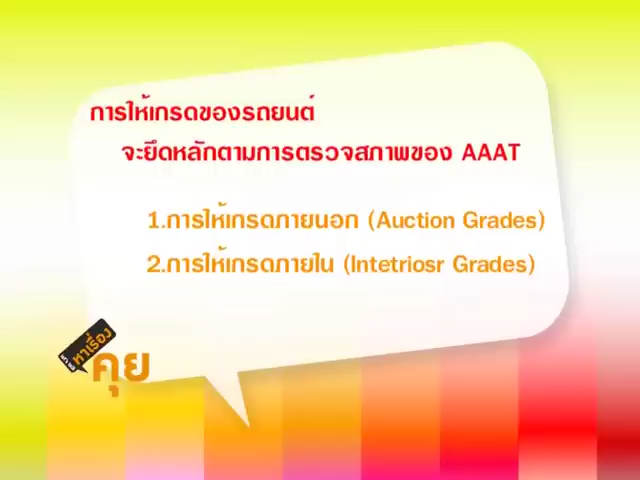 การให้เกรดของรถยนต์
จะยึดหลักตามการตรวจสภาพของ AAAT
1.การให้เกรดภายนอก (Auction Grades)
2.การให้เกรดภายใน (Intetriosr Grades)
หาเรื่อง
คุย